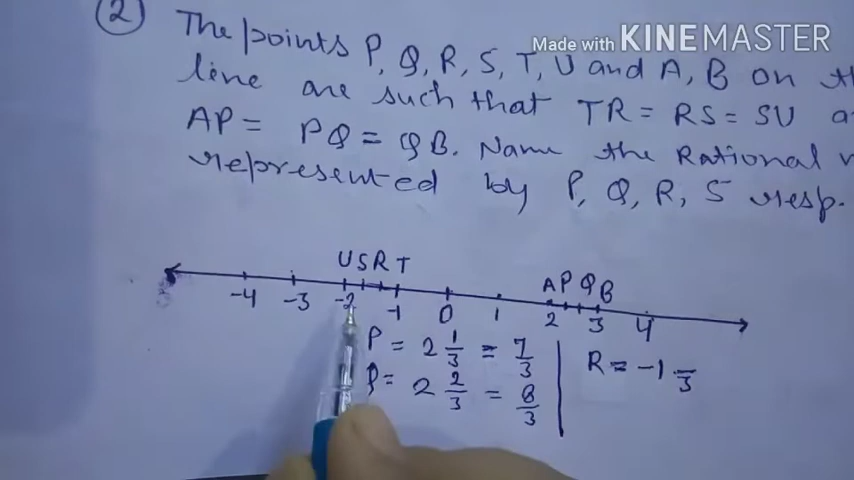 ②
Made with KINEMASTER
The points P, Q, R, S, T, U and A, B on
line are such that TR = RS = SU
AP = PQ = QB. Name the Rational
represented by P, Q, R, S resp.
U S R T
A P Q B
-4 -3 -2 -1 0 1 2 3 4
P = 2 1/3 = 7/3
= 2 2/3 = 8/3
R = -1 /3